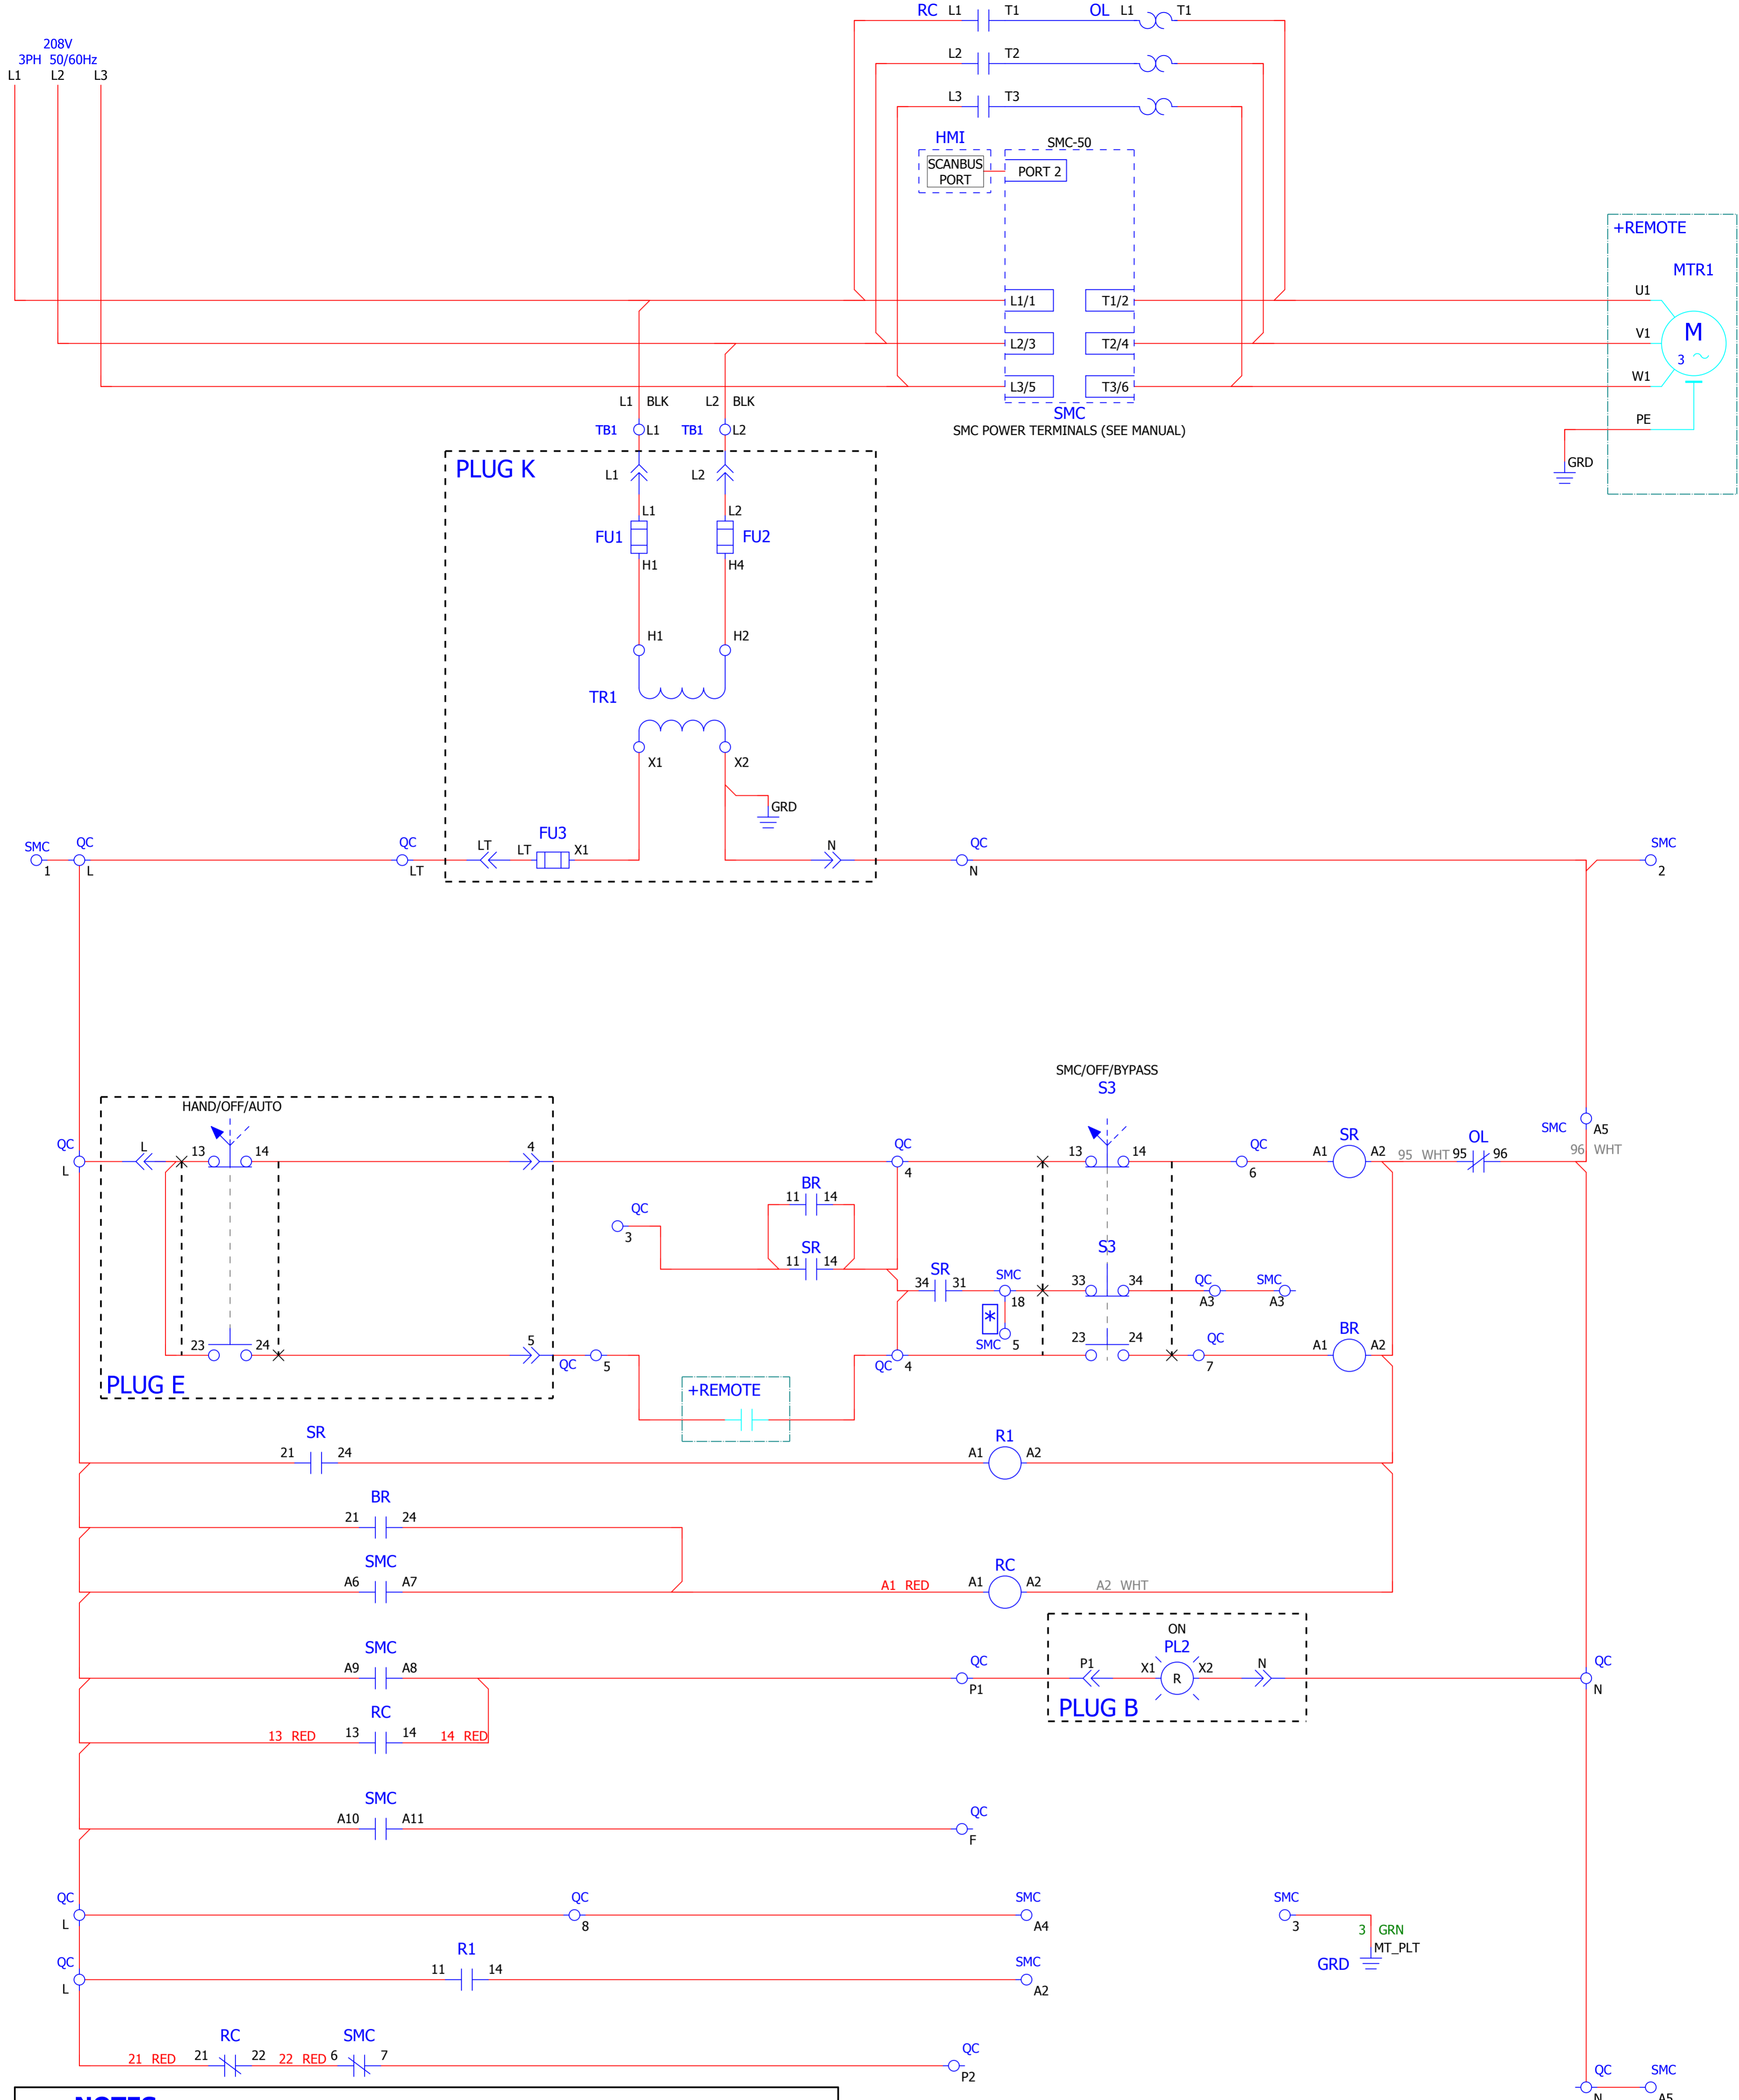 RC L1 T1 OL L1 T1
208V
3PH 50/60Hz
L1 L2 L3
L2 T2
L3 T3
HMI
SMC-50
SCANBUS
PORT
PORT 2
+REMOTE
MTR1
L1/1 T1/2 U1
L2/3 T2/4 V1
M
3
L3/5 T3/6 W1
L1 BLK L2 BLK
SMC
PE
TB1 L1 TB1 L2
SMC POWER TERMINALS (SEE MANUAL)
GRD
PLUG K
L1 L2
L1 L2
FU1 FU2
H1 H4
H1 H2
TR1
X1 X2
GRD
SMC QC QC FU3 QC SMC
LT LT X1 N
1 L LT N 2
SMC/OFF/BYPASS
S3
HAND/OFF/AUTO
SMC A5
QC L 13 14 4 QC 13 14 QC SR OL
A1 A2 95 WHT 95 96 96 WHT
L 4 6
BR
11 14
QC
3
SR
11 14
S3
SR
34 31 SMC 33 34 QC SMC
18 A3 A3
*
SMC 5
23 24 5 23 24 QC BR
A1 A2
QC 5 QC 4 7
PLUG E
+REMOTE
SR
21 24
R1
A1 A2
BR
21 24
SMC
A6 A7
RC
A1 RED A1 A2 A2 WHT
ON
PL2
SMC
A9 A8
QC P1 X1 X2 N QC
R
P1 N
PLUG B
RC
13 RED 13 14 14 RED
SMC
A10 A11
QC
F
QC QC SMC SMC
L 8 A4 3
3 GRN
MT_PLT
GRD
QC R1 SMC
11 14
L A2
RC SMC
21 RED 21 22 22 RED 6 7
QC
P2
QC SMC
N A5
NOTES